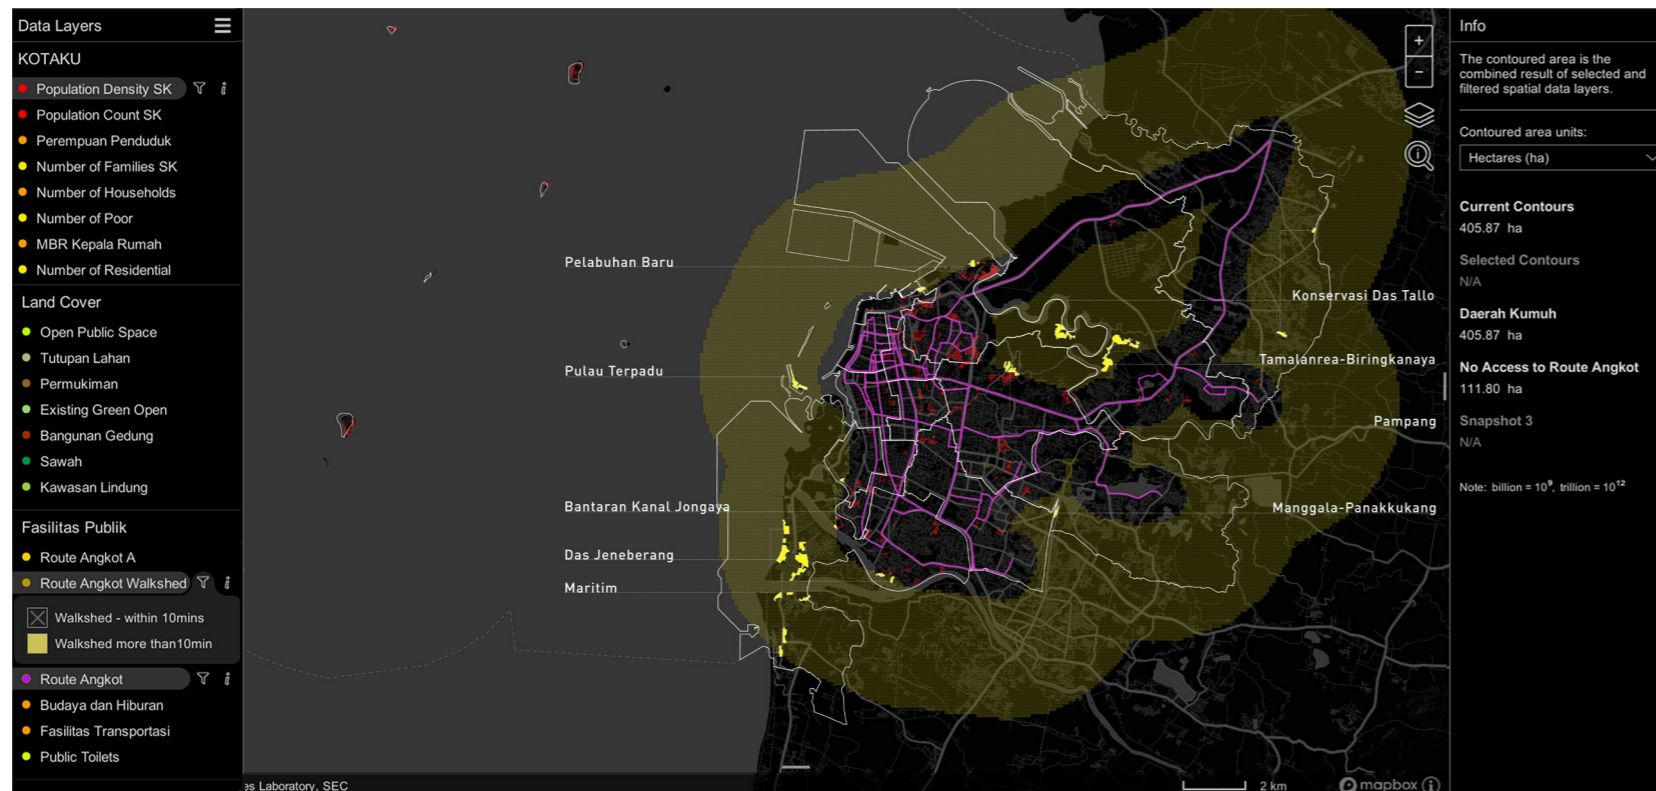 Data Layers
KOTAKU
Population Density SK
Population Count SK
Perempuan Penduduk
Number of Families SK
Number of Households
Number of Poor
MBR Kepala Rumah
Number of Residential
Land Cover
Open Public Space
Tutupan Lahan
Permukiman
Existing Green Open
Bangunan Gedung
Sawah
Kawasan Lindung
Fasilitas Publik
Route Angkot A
Route Angkot Walkshed
Walkshed - within 10mins
Walkshed more than10min
Route Angkot
Budaya dan Hiburan
Fasilitas Transportasi
Public Toilets
Pelabuhan Baru
Pulau Terpadu
Bantaran Kanal Jongaya
Das Jeneberang
Maritim
Konservasi Das Tallo
Tamalanrea-Biringkanaya
Pampang
Manggala-Panakkukang
es Laboratory, SEC
2 km
mapbox
Info
The contoured area is the
combined result of selected and
filtered spatial data layers.
Contoured area units:
Hectares (ha)
Current Contours
405.87 ha
Selected Contours
N/A
Daerah Kumuh
405.87 ha
No Access to Route Angkot
111.80 ha
Snapshot 3
N/A
Note: billion = 10⁹, trillion = 10¹²